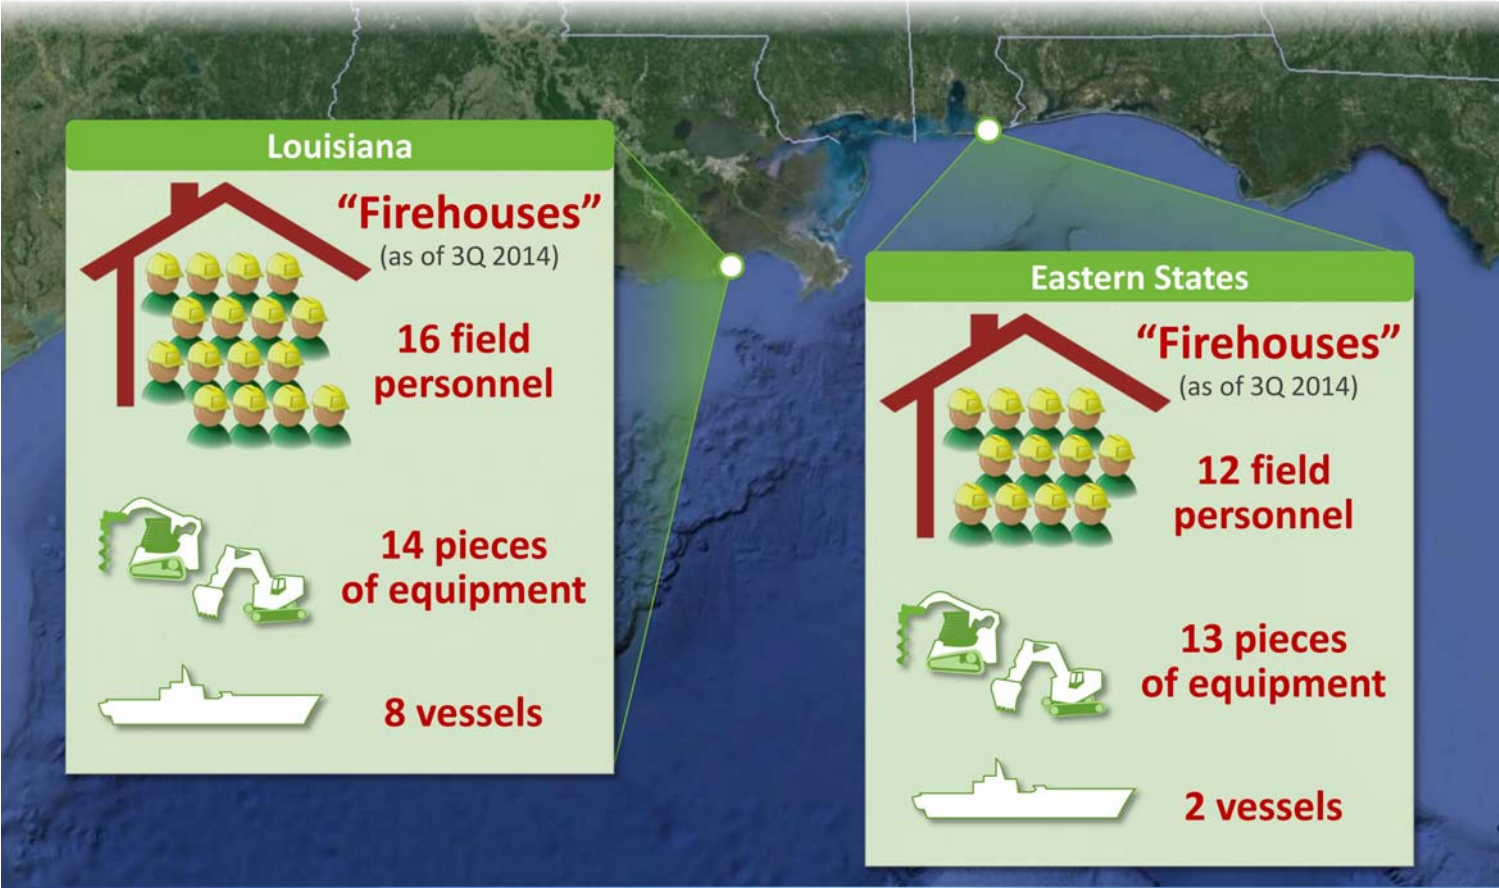 Louisiana
“Firehouses”
(as of 3Q 2014)
16 field
personnel
14 pieces
of equipment
8 vessels
Eastern States
“Firehouses”
(as of 3Q 2014)
12 field
personnel
13 pieces
of equipment
2 vessels